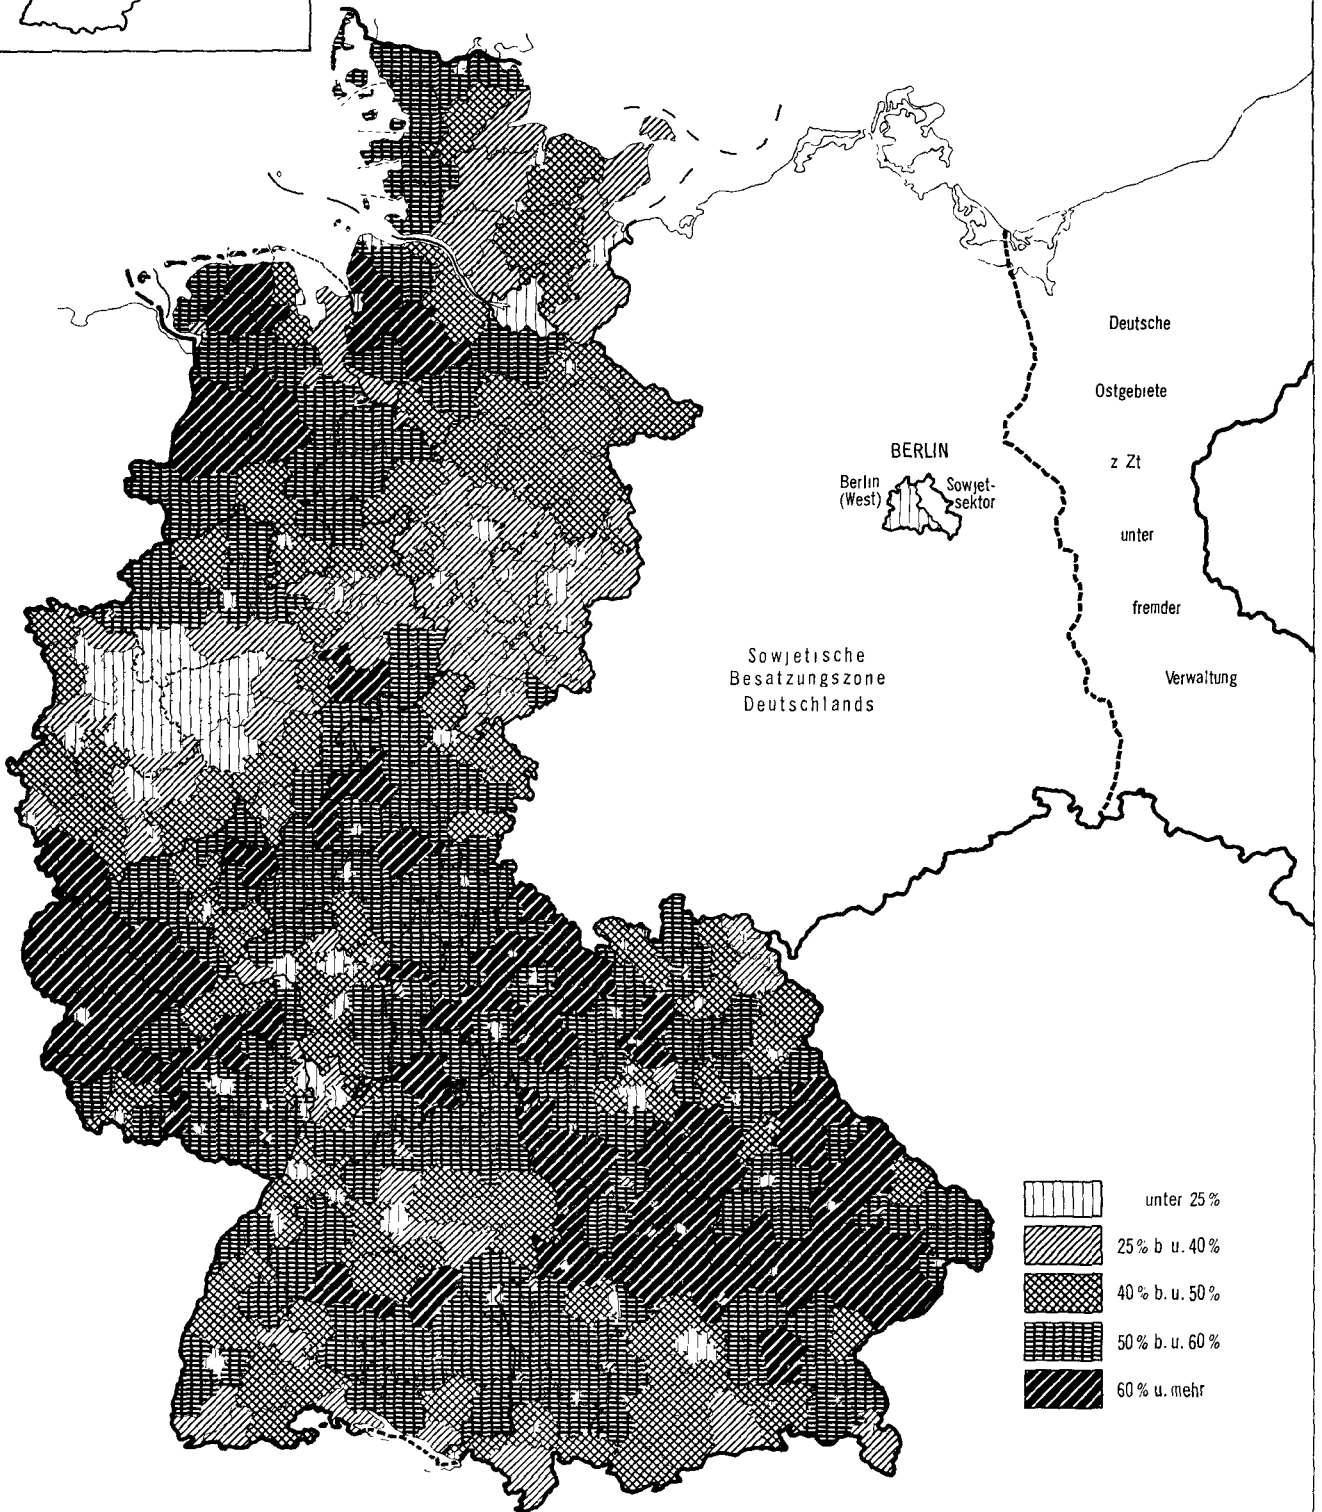 Deutsche
Ostgebiete
z Zt
unter
fremder
Verwaltung
BERLIN
Berlin
(West)
Sowjet-
sektor
Sowjetische
Besatzungszone
Deutschlands
unter 25%
25% b u. 40%
40% b. u. 50%
50% b. u. 60%
60% u. mehr